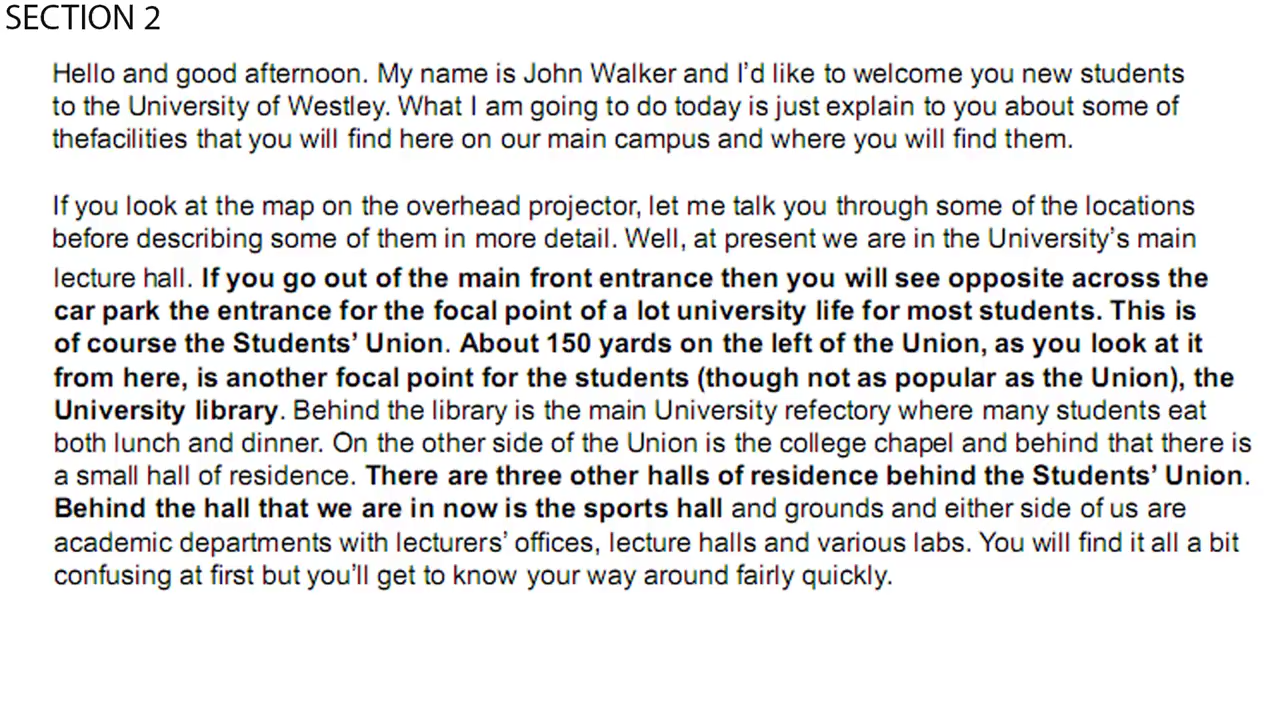 SECTION 2
Hello and good afternoon. My name is John Walker and I'd like to welcome you new students
to the University of Westley. What I am going to do today is just explain to you about some of
thefacilities that you will find here on our main campus and where you will find them.
If you look at the map on the overhead projector, let me talk you through some of the locations
before describing some of them in more detail. Well, at present we are in the University's main
lecture hall. If you go out of the main front entrance then you will see opposite across the
car park the entrance for the focal point of a lot university life for most students. This is
of course the Students' Union. About 150 yards on the left of the Union, as you look at it
from here, is another focal point for the students (though not as popular as the Union), the
University library. Behind the library is the main University refectory where many students eat
both lunch and dinner. On the other side of the Union is the college chapel and behind that there is
a small hall of residence. There are three other halls of residence behind the Students' Union.
Behind the hall that we are in now is the sports hall and grounds and either side of us are
academic departments with lecturers' offices, lecture halls and various labs. You will find it all a bit
confusing at first but you'll get to know your way around fairly quickly.